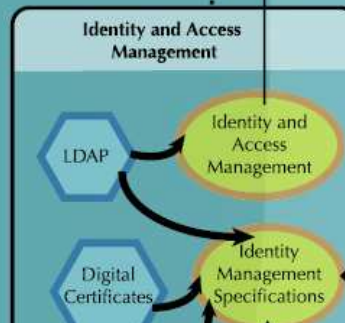 Identity and Access
Management
Identity and
Access
Management
LDAP
Identity
Management
Specifications
Digital
Certificates